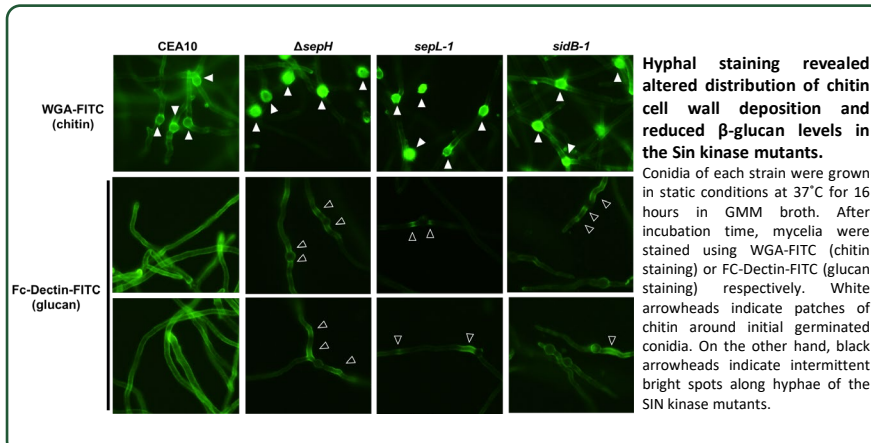 CEA10 ΔsepH sepL-1 sidB-1
WGA-FITC
(chitin)
Fc-Dectin-FITC
(glucan)
Hyphal staining revealed
altered distribution of chitin
cell wall deposition and
reduced β-glucan levels in
the Sin kinase mutants.
Conidia of each strain were grown
in static conditions at 37˚C for 16
hours in GMM broth. After
incubation time, mycelia were
stained using WGA-FITC (chitin
staining) or FC-Dectin-FITC (glucan
staining) respectively. White
arrowheads indicate patches of
chitin around initial germinated
conidia. On the other hand, black
arrowheads indicate intermittent
bright spots along hyphae of the
SIN kinase mutants.